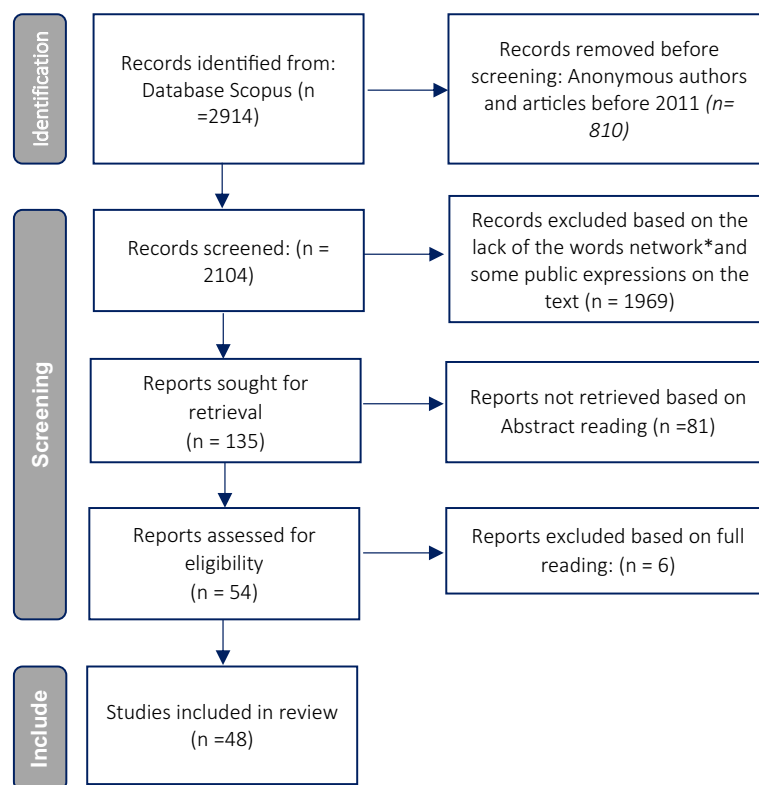 Identification
Records identified from:
Database Scopus (n
=2914)
Records removed before
screening: Anonymous authors
and articles before 2011 (n=
810)
Screening
Records screened: (n =
2104)
Records excluded based on the
lack of the words network*and
some public expressions on the
text (n = 1969)
Reports sought for
retrieval
(n = 135)
Reports not retrieved based on
Abstract reading (n =81)
Reports assessed for
eligibility
(n = 54)
Reports excluded based on full
reading: (n = 6)
Include
Studies included in review
(n =48)